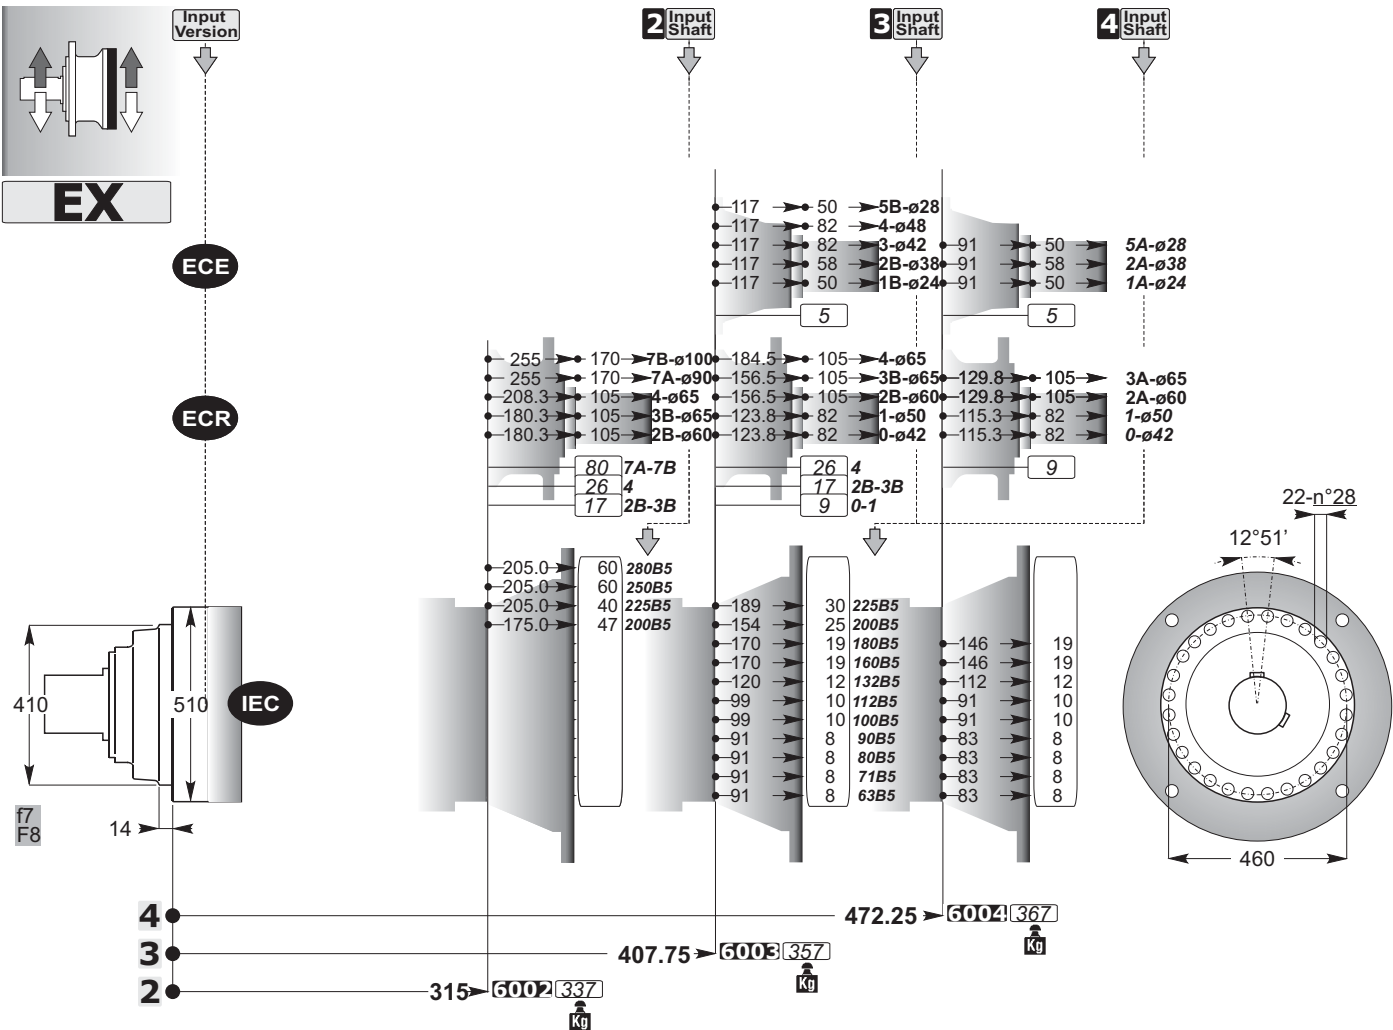 Input
Version
2 Input
Shaft
3 Input
Shaft
4 Input
Shaft
EX
ECE
117 50 5B-ø28
117 82 4-ø48
117 82 3-ø42 91 50 5A-ø28
117 58 2B-ø38 91 58 2A-ø38
117 50 1B-ø24 91 50 1A-ø24
5 5
ECR
255 170 7B-ø100 184.5 105 4-ø65
255 170 7A-ø90 156.5 105 3B-ø65 129.8 105 3A-ø65
208.3 105 4-ø65 156.5 105 2B-ø60 129.8 105 2A-ø60
180.3 105 3B-ø65 123.8 82 1-ø50 115.3 82 1-ø50
180.3 105 2B-ø60 123.8 82 0-ø42 115.3 82 0-ø42
80 7A-7B 26 4 9
26 4 17 2B-3B
17 2B-3B 9 0-1
22-n°28
12°51’
205.0 60 280B5
205.0 60 250B5
205.0 40 225B5 189 30 225B5
175.0 47 200B5 154 25 200B5
170 19 180B5 146 19
170 19 160B5 146 19
120 12 132B5 112 12
99 10 112B5 91 10
99 10 100B5 91 10
91 8 90B5 83 8
91 8 80B5 83 8
91 8 71B5 83 8
91 8 63B5 83 8
410 510 IEC
f7
F8
14
460
4 472.25 6004 367
Kg
3 407.75 6003 357
Kg
2 315 6002 337
Kg